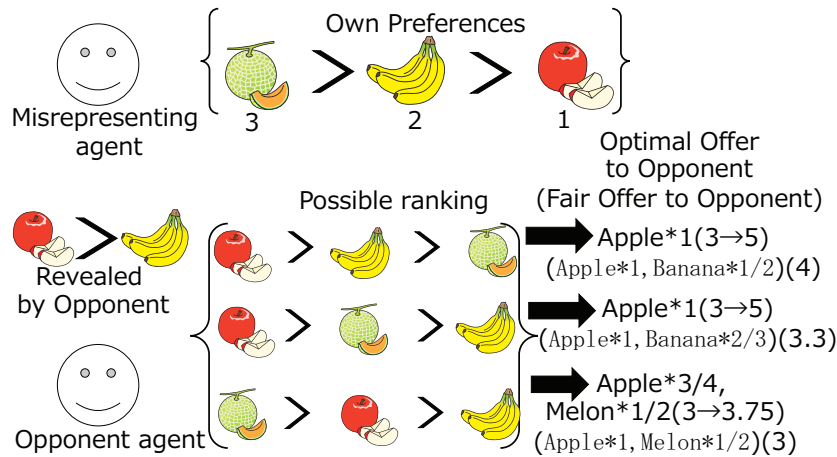 Own Preferences
3
2
1
Misrepresenting
agent
Optimal Offer
to Opponent
(Fair Offer to Opponent)
Possible ranking
Revealed
by Opponent
Apple*1(3→5)
(Apple*1, Banana*1/2)(4)
Apple*1(3→5)
(Apple*1, Banana*2/3)(3.3)
Apple*3/4,
Melon*1/2(3→3.75)
(Apple*1, Melon*1/2)(3)
Opponent agent